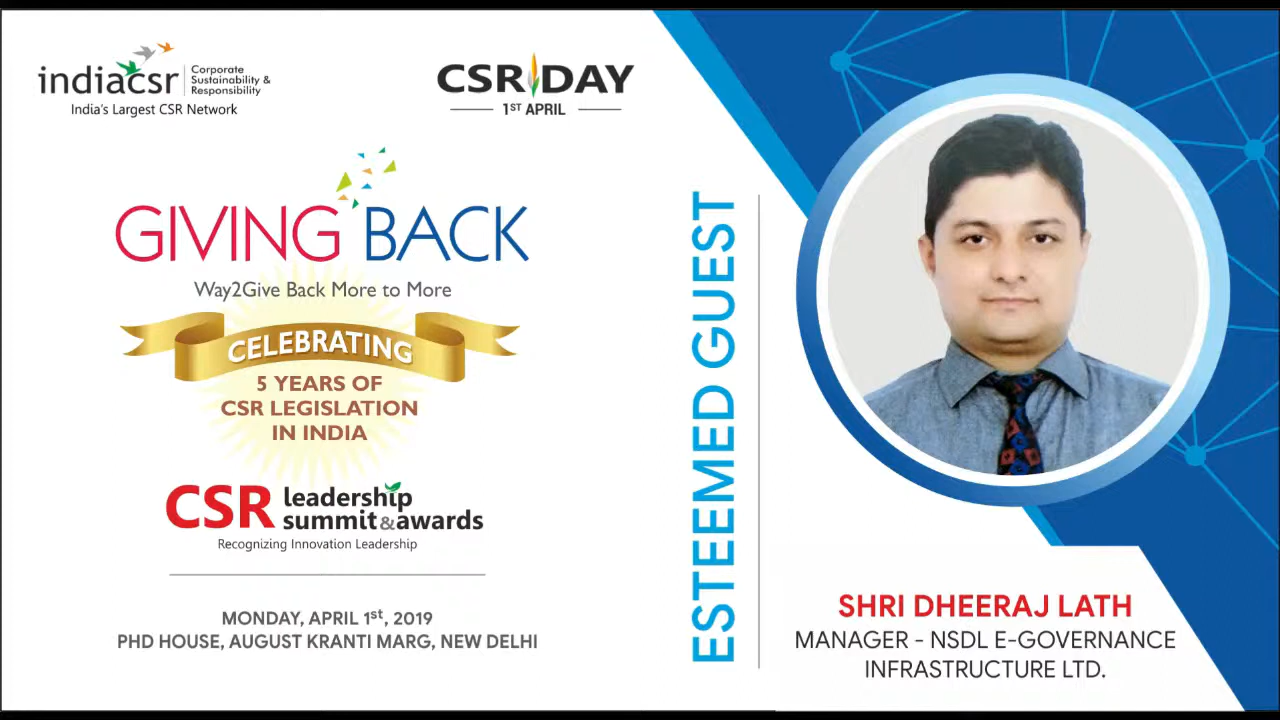 indiacsr
Corporate
Sustainability &
Responsibility
India's Largest CSR Network
CSR DAY
1ST APRIL
GIVING BACK
Way2Give Back More to More
CELEBRATING
5 YEARS OF
CSR LEGISLATION
IN INDIA
CSR leadership
summit & awards
Recognizing Innovation Leadership
MONDAY, APRIL 1st, 2019
PHD HOUSE, AUGUST KRANTI MARG, NEW DELHI
ESTEEMED GUEST
SHRI DHEERAJ LATH
MANAGER - NSDL E-GOVERNANCE
INFRASTRUCTURE LTD.